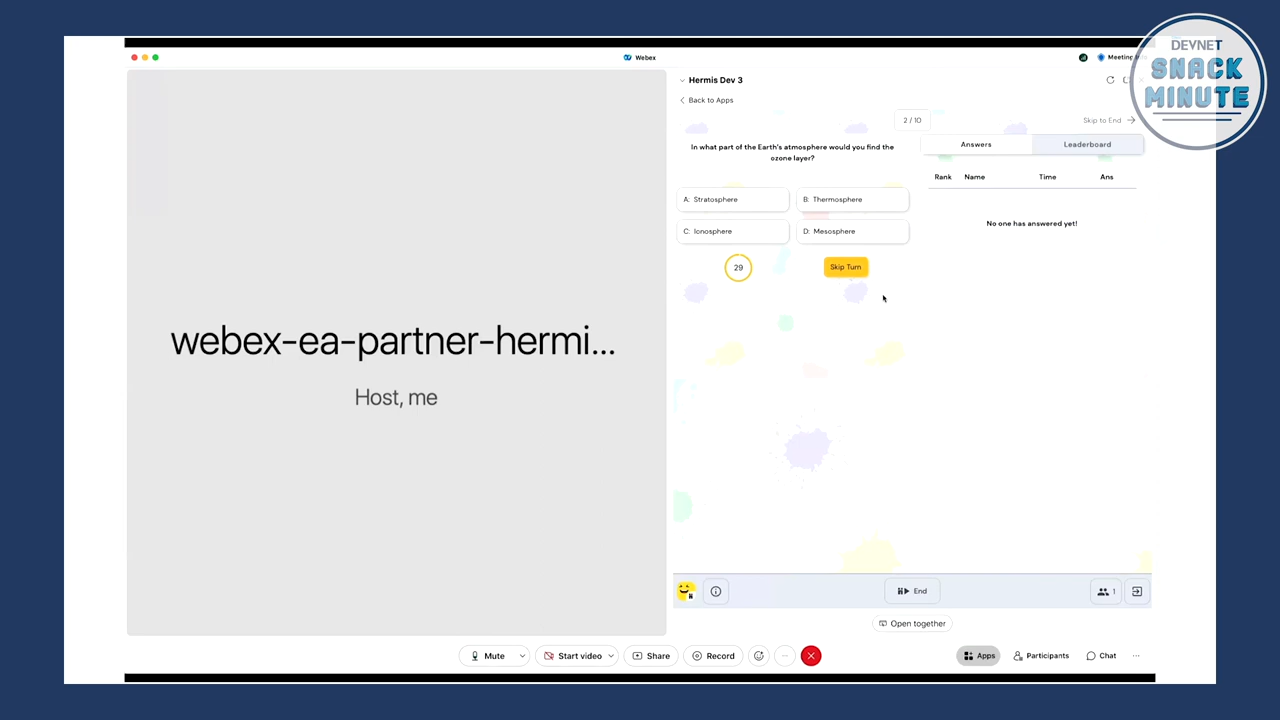 DEVNET
SNACK
MINUTE
Webex
Meeting
Hermis Dev 3
Back to Apps
2 / 10
Skip to End
In what part of the Earth's atmosphere would you find the
ozone layer?
A: Stratosphere
B: Thermosphere
C: Ionosphere
D: Mesosphere
29
Skip Turn
Answers
Leaderboard
Rank Name Time Ans
No one has answered yet!
webex-ea-partner-hermi...
Host, me
End
1
Open together
Mute
Start video
Share
Record
Apps
Participants
Chat